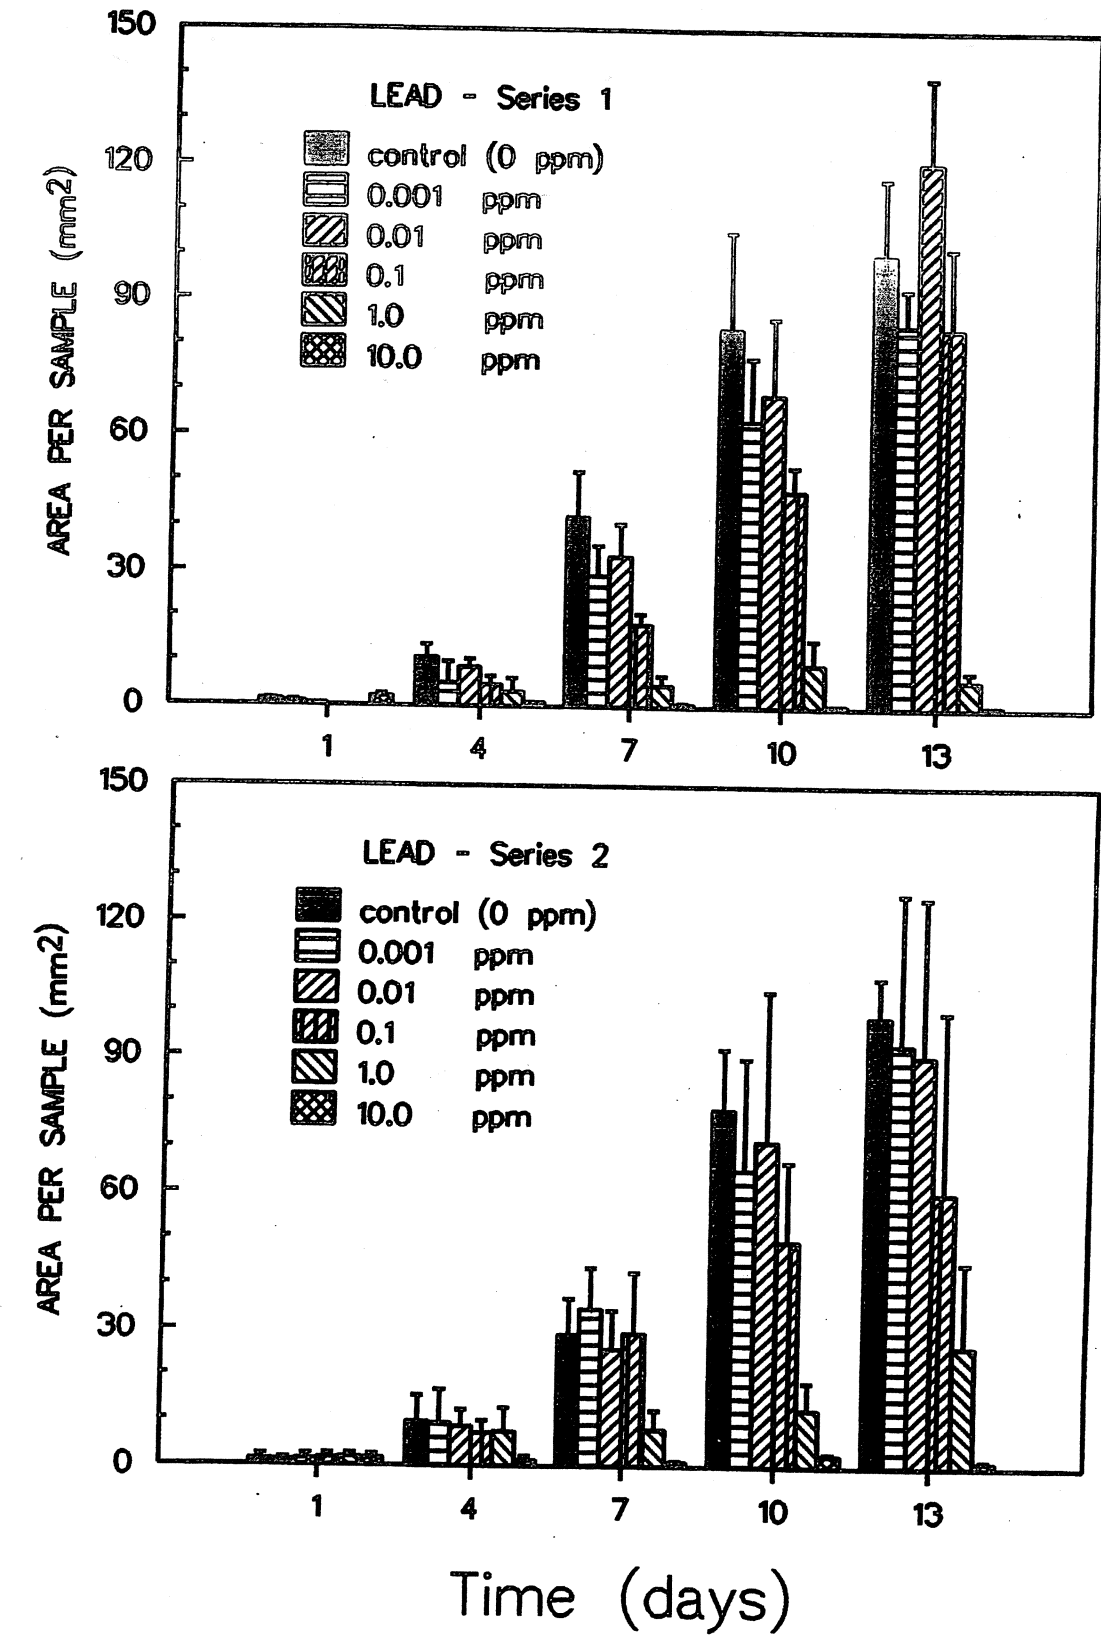 150
120
90
60
30
0
AREA PER SAMPLE (mm2)
LEAD - Series 1
control (0 ppm)
0.001 ppm
0.01 ppm
0.1 ppm
1.0 ppm
10.0 ppm
1 4 7 10 13
150
120
90
60
30
0
AREA PER SAMPLE (mm2)
LEAD - Series 2
control (0 ppm)
0.001 ppm
0.01 ppm
0.1 ppm
1.0 ppm
10.0 ppm
1 4 7 10 13
Time (days)